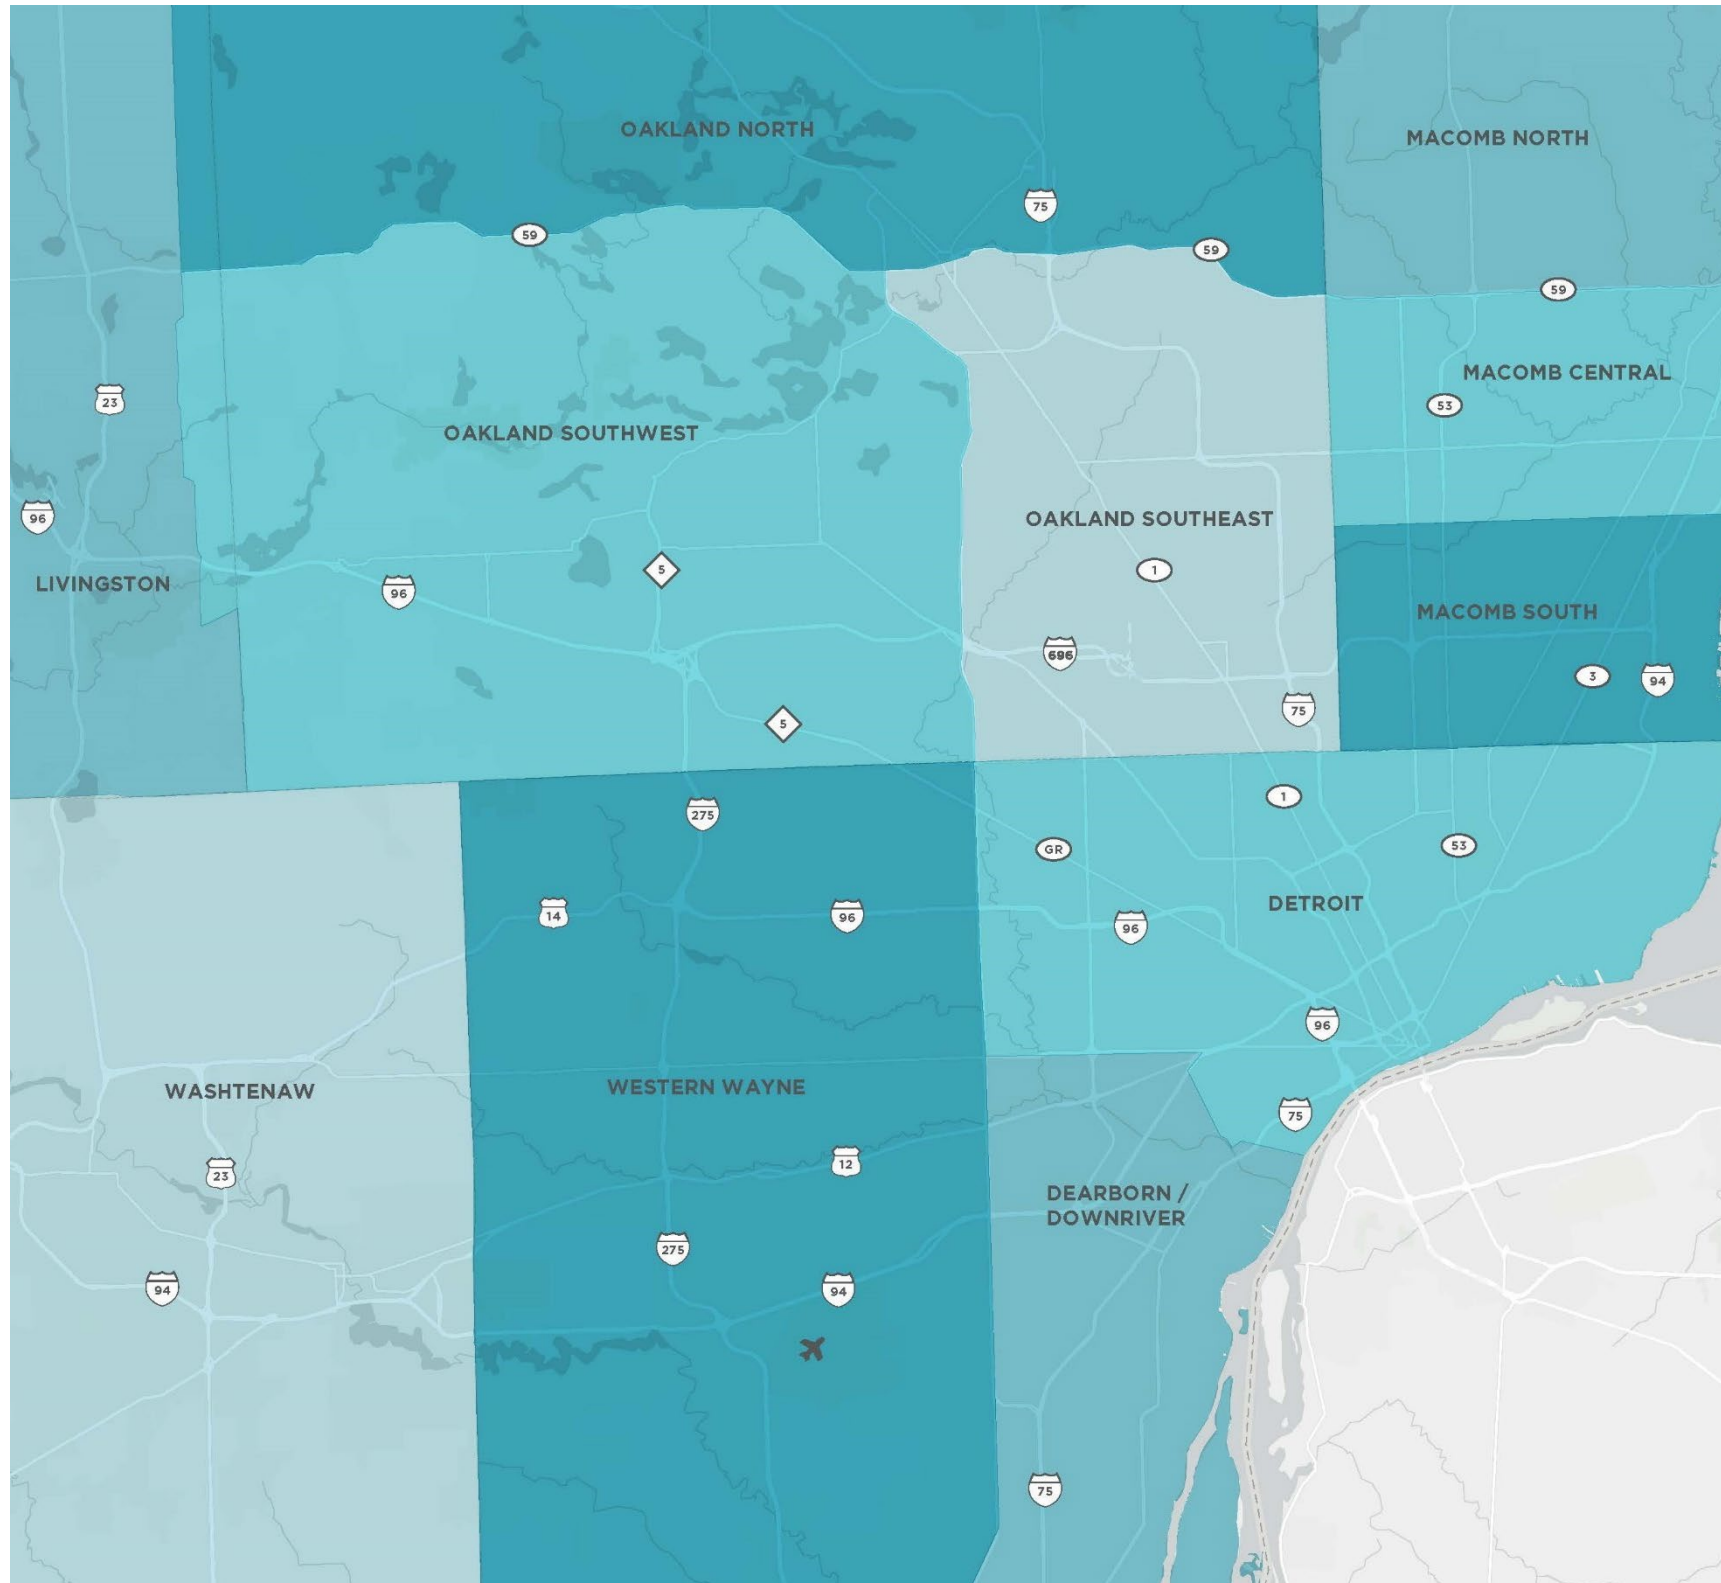 OAKLAND NORTH
MACOMB NORTH
75
59
59
59
MACOMB CENTRAL
23
53
OAKLAND SOUTHWEST
96
OAKLAND SOUTHEAST
5
1
LIVINGSTON
96
MACOMB SOUTH
696
3
94
75
5
1
275
GR
53
DETROIT
14
96
96
96
WASHTENAW
WESTERN WAYNE
75
12
23
DEARBORN /
DOWNRIVER
275
94
94
75